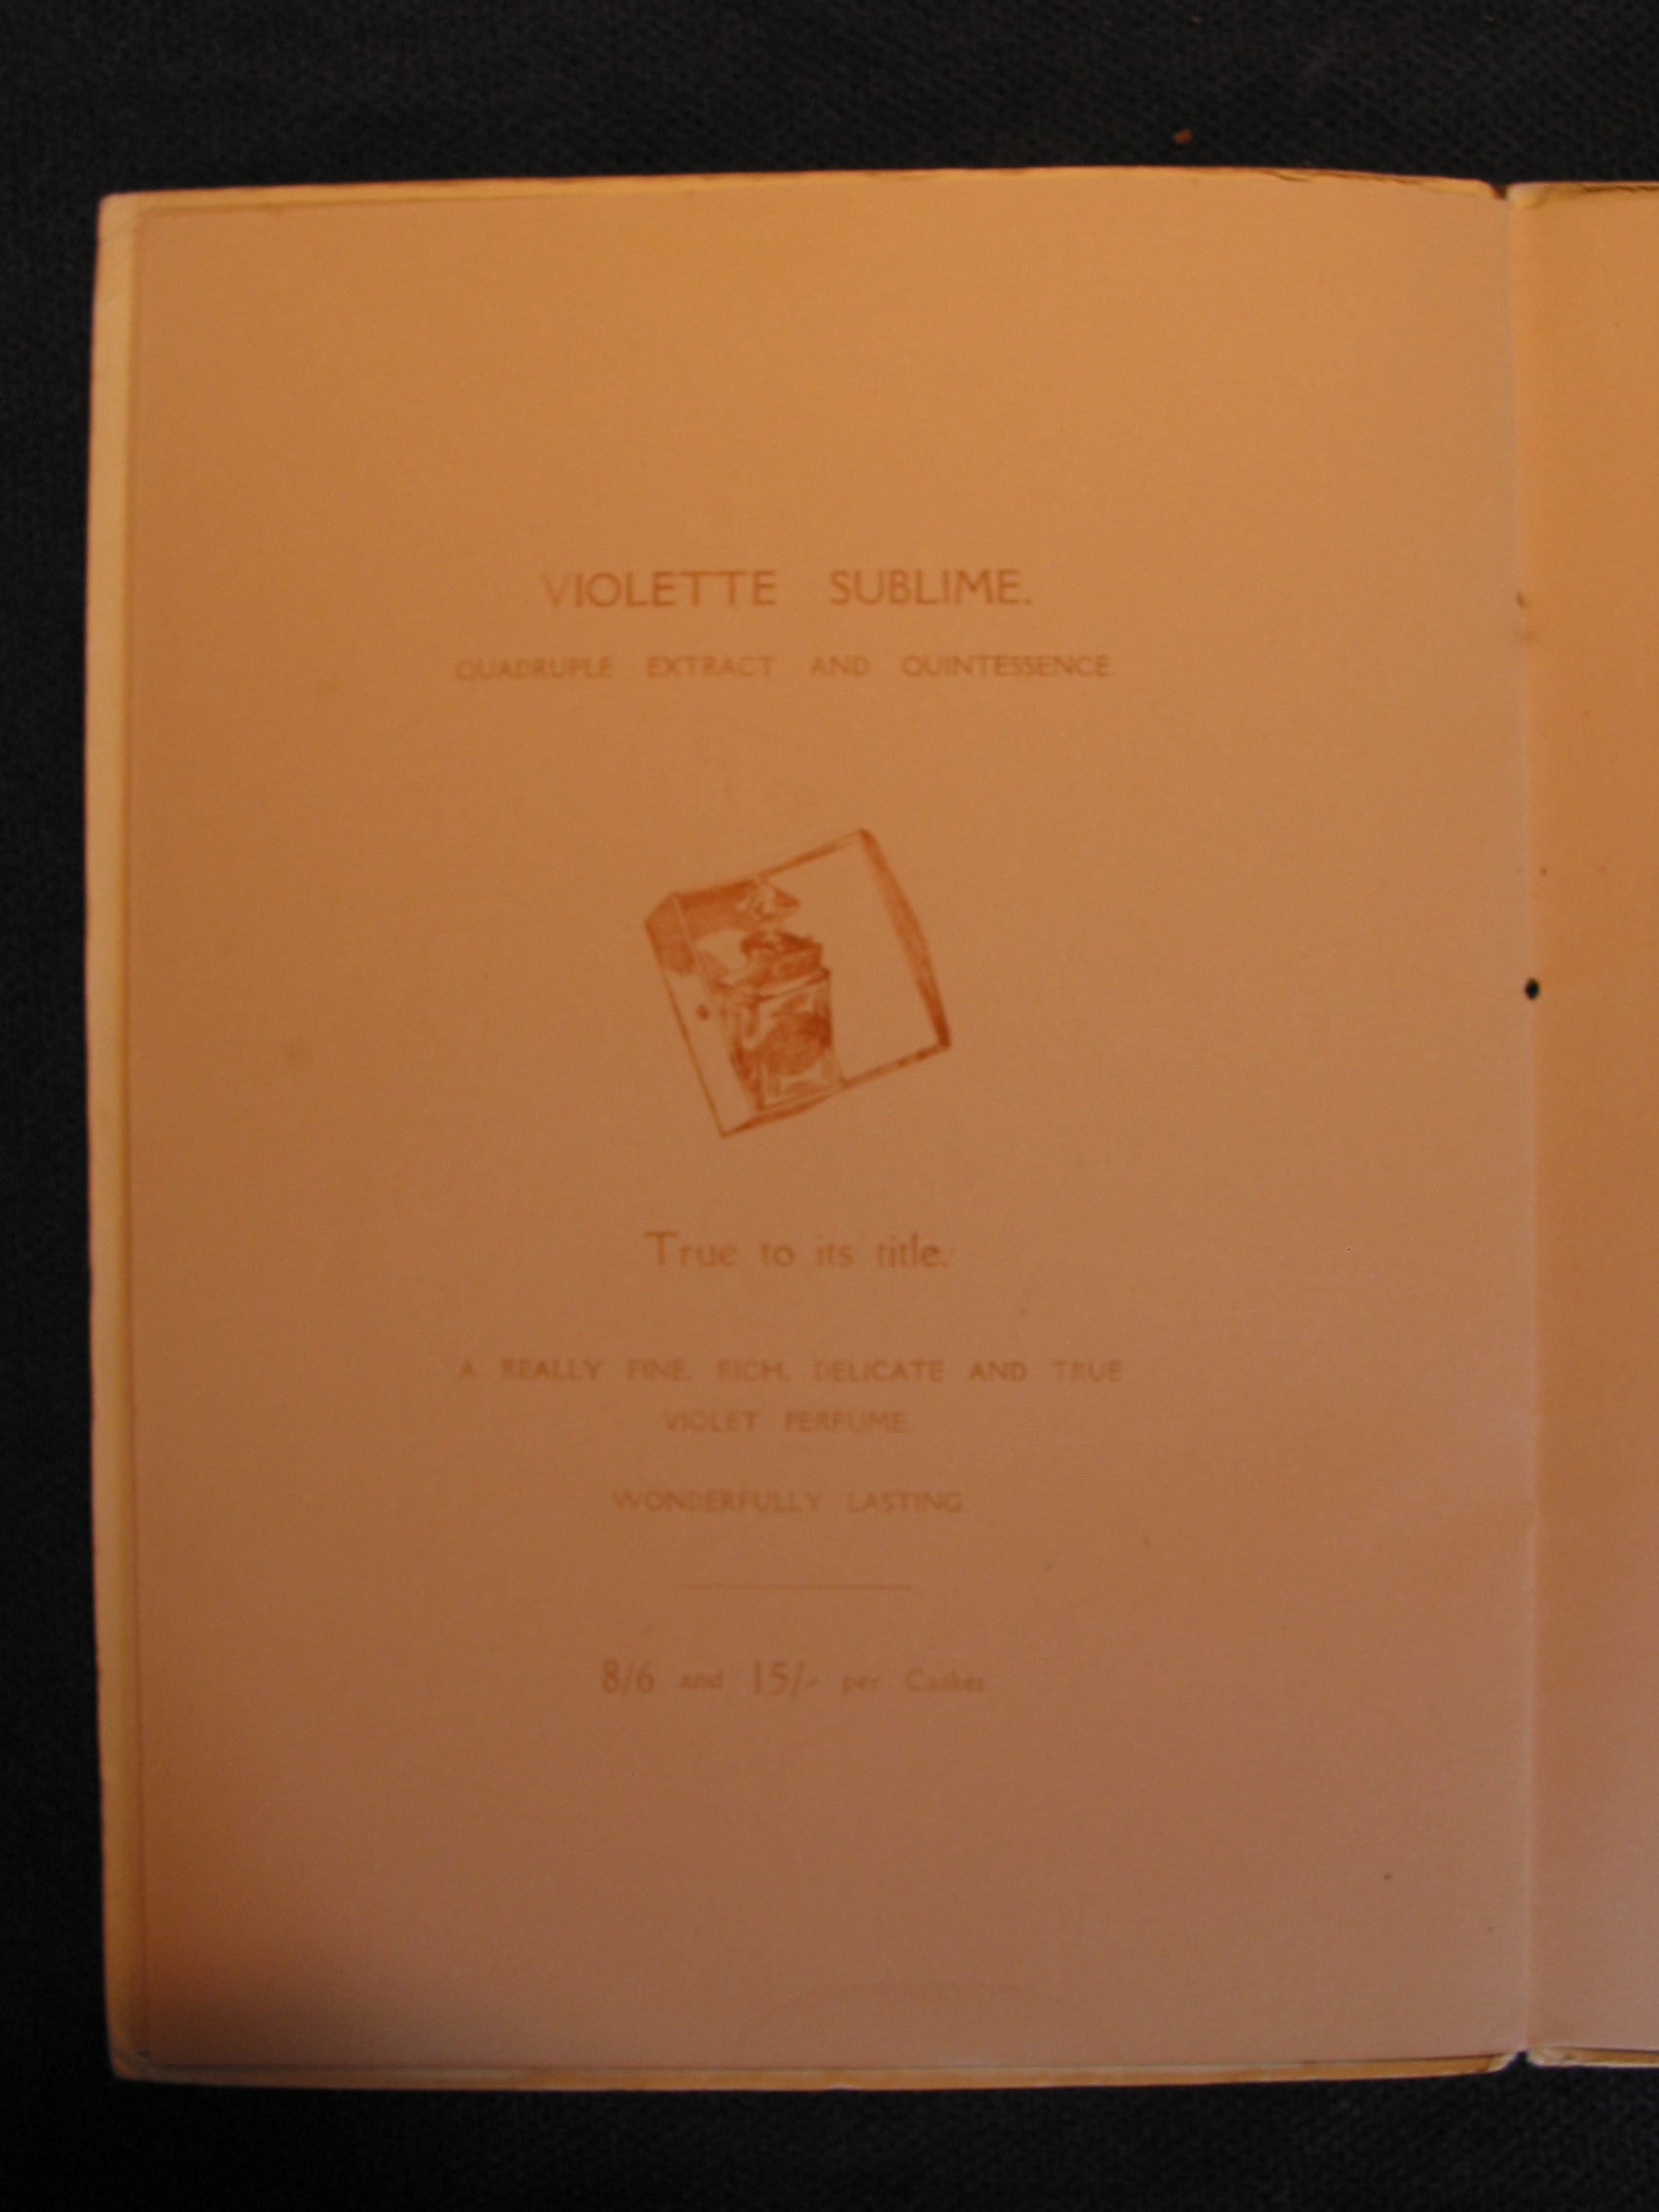 VIOLETTE SUBLIME.
QUADRUPLE EXTRACT AND QUINTESSENCE.
True to its title.
A REALLY FINE, RICH, DELICATE AND TRUE
VIOLET PERFUME.
WONDERFULLY LASTING.
8/6 and 15/- per Casket.